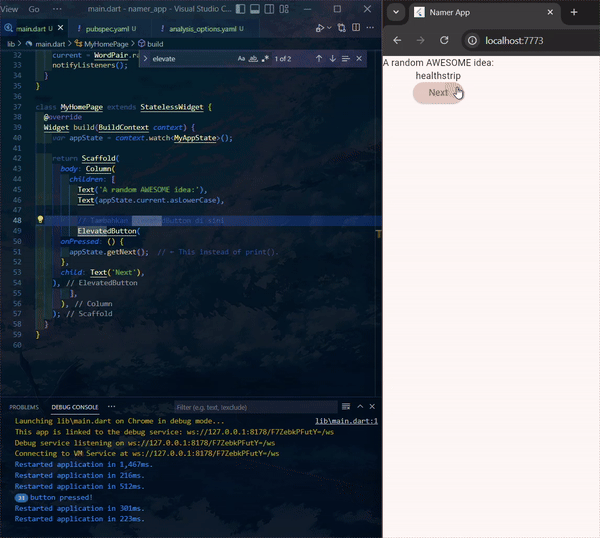 View Go ... main.dart - namer_app - Visual Studio C...
main.dart U pubspec.yaml analysis_options.yaml
lib > main.dart > MyHomePage > build
elevate Aa ab .* 1 of 2
32 current = WordPair.ra
33 notifyListeners();
34 }
35 }
36
37 class MyHomePage extends StatelessWidget {
38 @override
39 Widget build(BuildContext context) {
40 var appState = context.watch<MyAppState>();
41
42 return Scaffold(
43 body: Column(
44 children: [
45 Text('A random AWESOME idea:'),
46 Text(appState.current.asLowerCase),
47
48 // Tambahkan ElevatedButton di sini
49 ElevatedButton(
50 onPressed: () {
51 appState.getNext(); // ← This instead of print().
52 },
53 child: Text('Next'),
54 ), // ElevatedButton
55 ],
56 ), // Column
57 ); // Scaffold
58 }
59 }
60
PROBLEMS DEBUG CONSOLE ... Filter (e.g. text, !exclude)
Launching lib\main.dart on Chrome in debug mode... lib\main.dart:1
This app is linked to the debug service: ws://127.0.0.1:8178/F7ZebkPFutY=/ws
Debug service listening on ws://127.0.0.1:8178/F7ZebkPFutY=/ws
Connecting to VM Service at ws://127.0.0.1:8178/F7ZebkPFutY=/ws
Restarted application in 1,467ms.
Restarted application in 216ms.
Restarted application in 512ms.
31 button pressed!
Restarted application in 301ms.
Restarted application in 223ms.
Namer App
localhost:7773
A random AWESOME idea:
healthstrip
Next